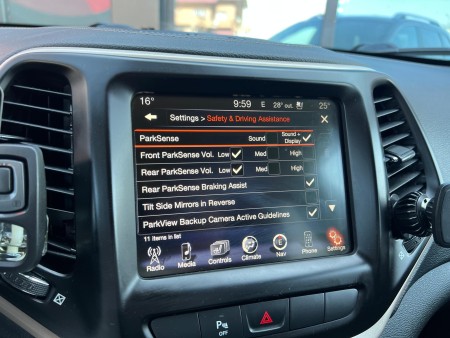 16° 9:59 E 28° out. 25°
Settings > Safety & Driving Assistance
ParkSense Sound Sound + Display
Front ParkSense Vol. Low Med High
Rear ParkSense Vol. Low Med High
Rear ParkSense Braking Assist
Tilt Side Mirrors in Reverse
ParkView Backup Camera Active Guidelines
11 items in list
Radio Media Controls Climate Nav Phone Settings
P OFF